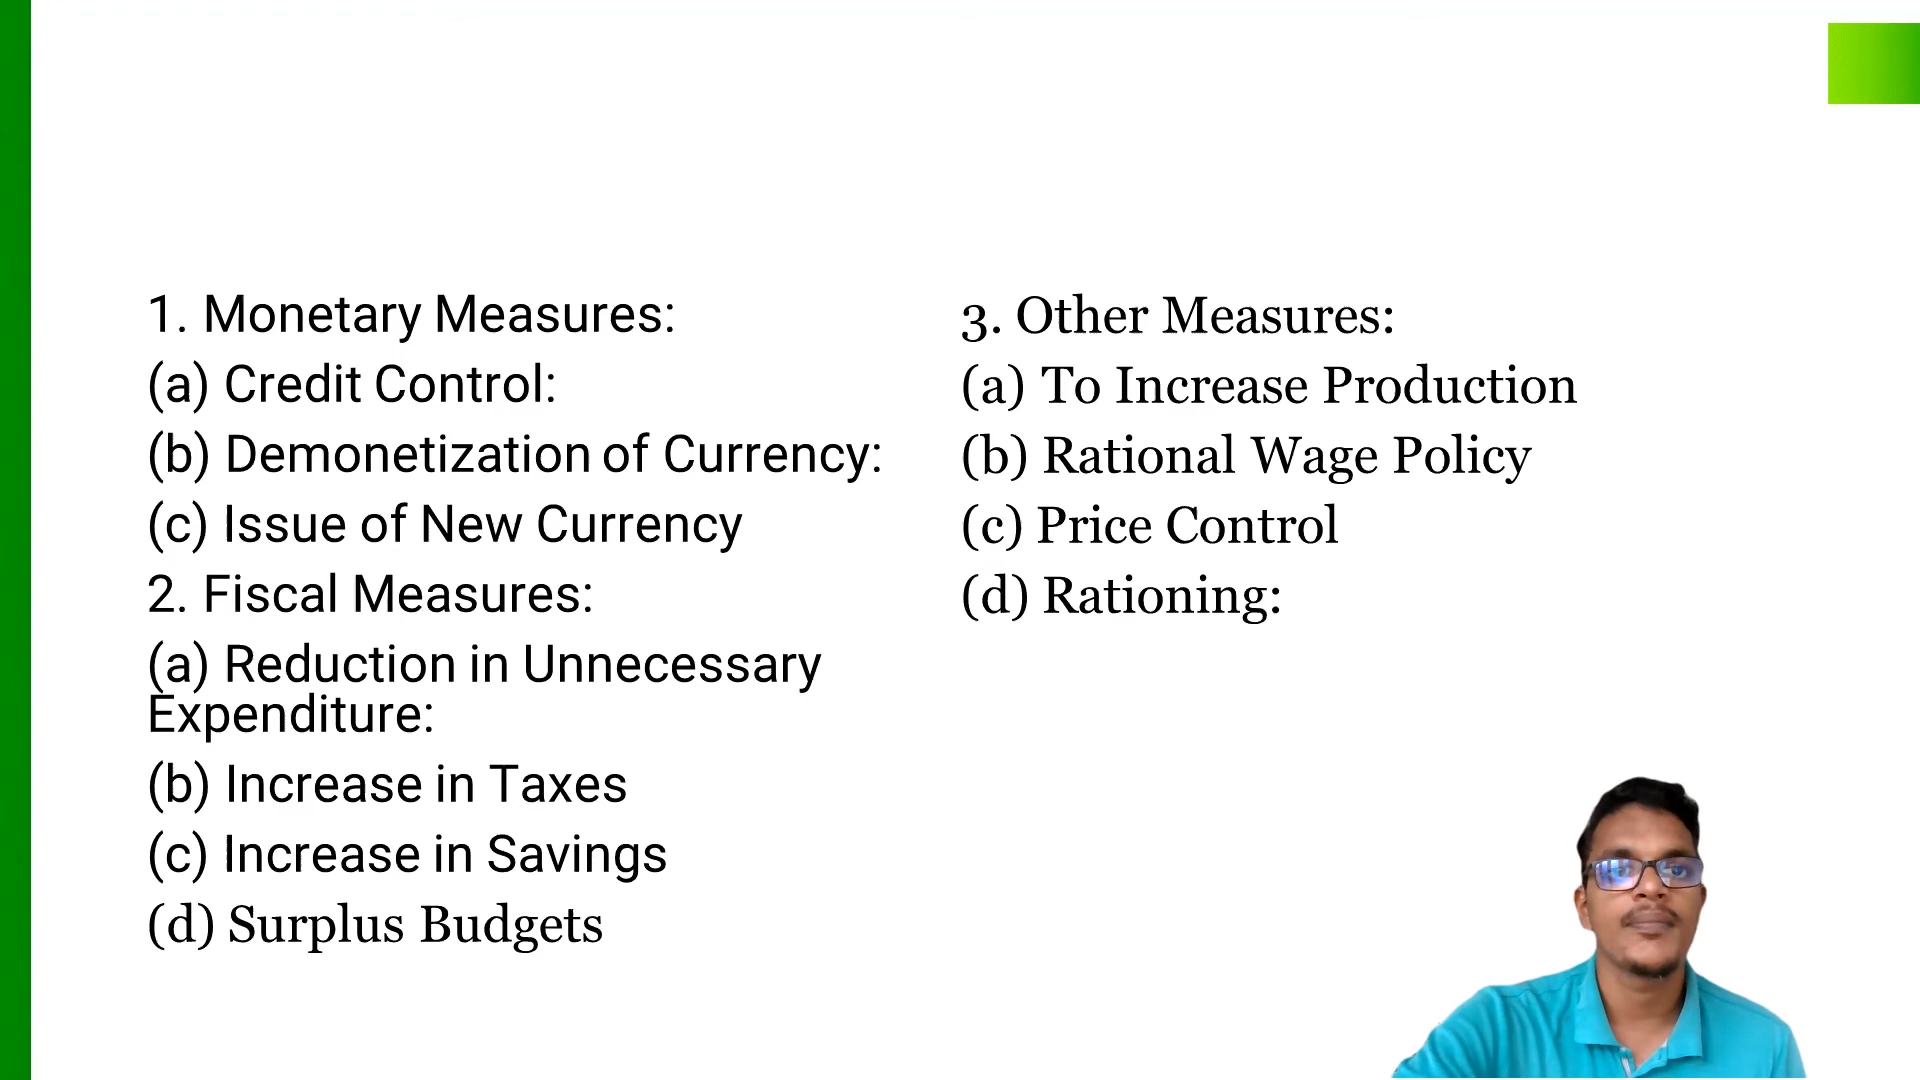 1. Monetary Measures:
(a) Credit Control:
(b) Demonetization of Currency:
(c) Issue of New Currency
2. Fiscal Measures:
(a) Reduction in Unnecessary
Expenditure:
(b) Increase in Taxes
(c) Increase in Savings
(d) Surplus Budgets
3. Other Measures:
(a) To Increase Production
(b) Rational Wage Policy
(c) Price Control
(d) Rationing: